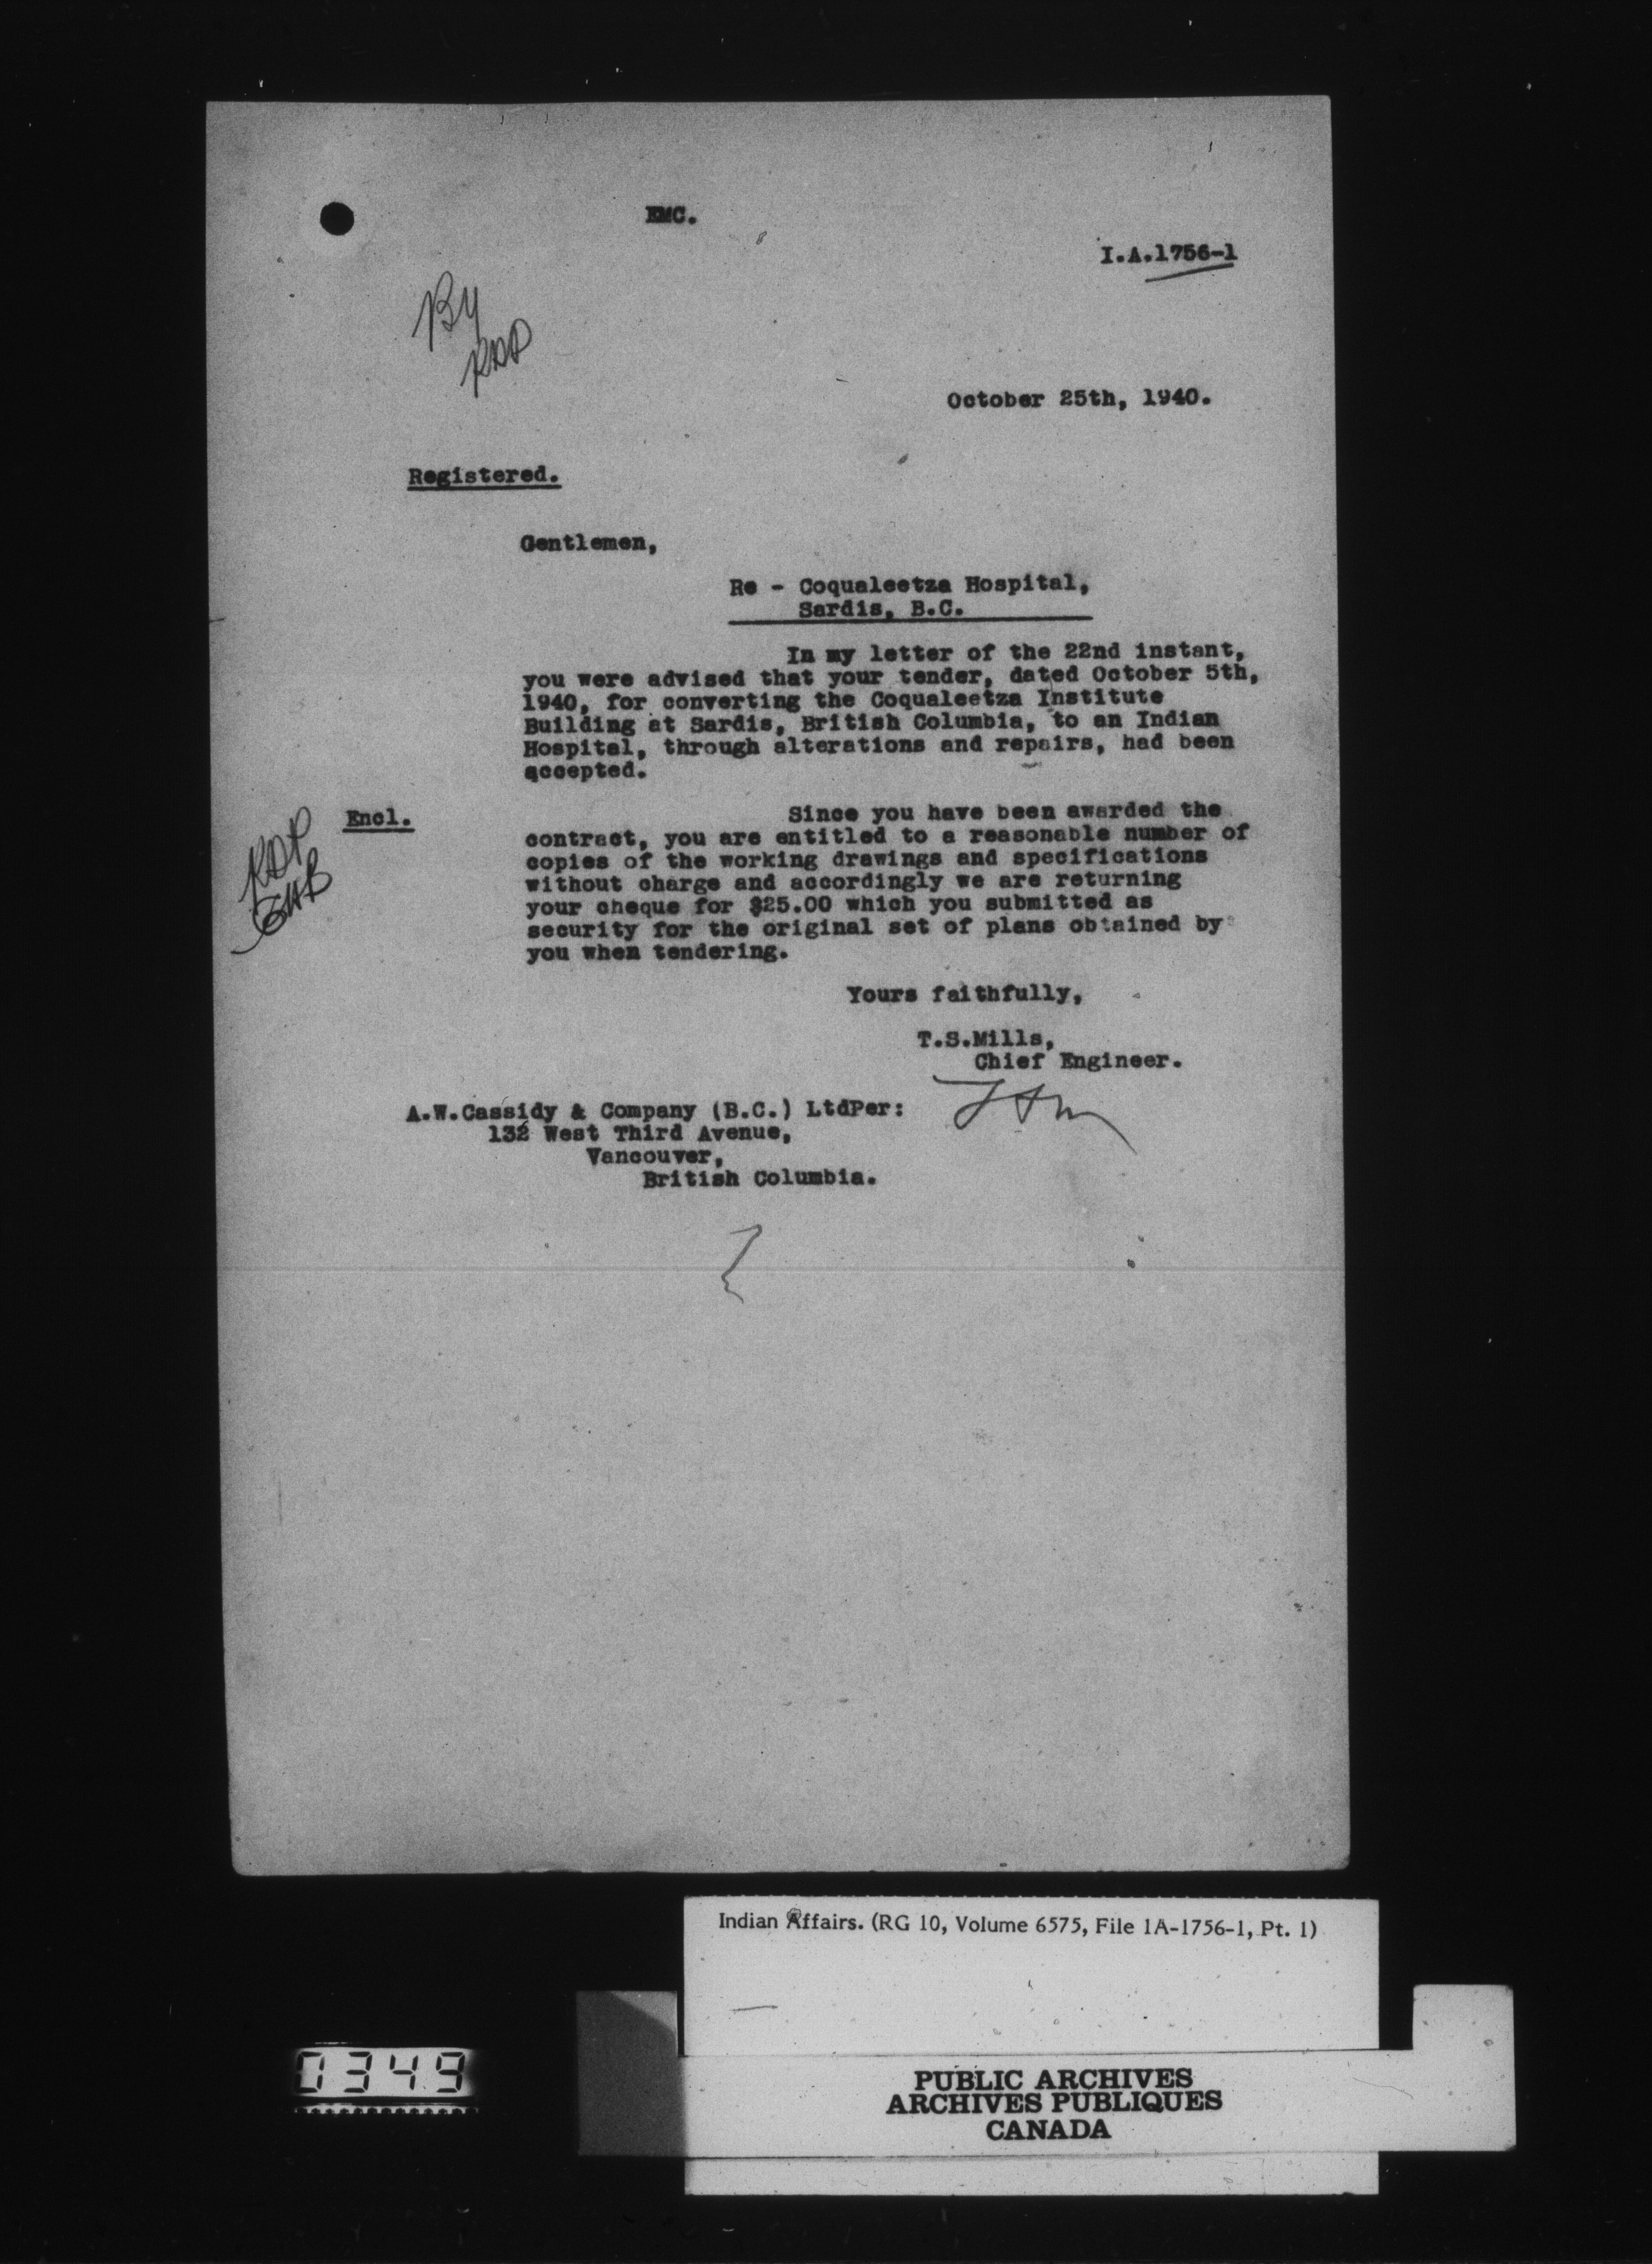 EMC.
I.A.1756-1
By
October 25th, 1940.
Registered.
Gentlemen,
Re - Coqualeetza Hospital,
Sardis, B.C.
In my letter of the 22nd instant,
you were advised that your tender, dated October 5th,
1940, for converting the Coqualeetza Institute
Building at Sardis, British Columbia, to an Indian
Hospital, through alterations and repairs, had been
accepted.
Encl.
Since you have been awarded the
contract, you are entitled to a reasonable number of
copies of the working drawings and specifications
without charge and accordingly we are returning
your cheque for $25.00 which you submitted as
security for the original set of plans obtained by
you when tendering.
Yours faithfully,
T.S.Mills,
Chief Engineer.
A.W.Cassidy & Company (B.C.) LtdPer:
132 West Third Avenue,
Vancouver,
British Columbia.
Indian Affairs. (RG 10, Volume 6575, File 1A-1756-1, Pt. 1)
0349
PUBLIC ARCHIVES
ARCHIVES PUBLIQUES
CANADA